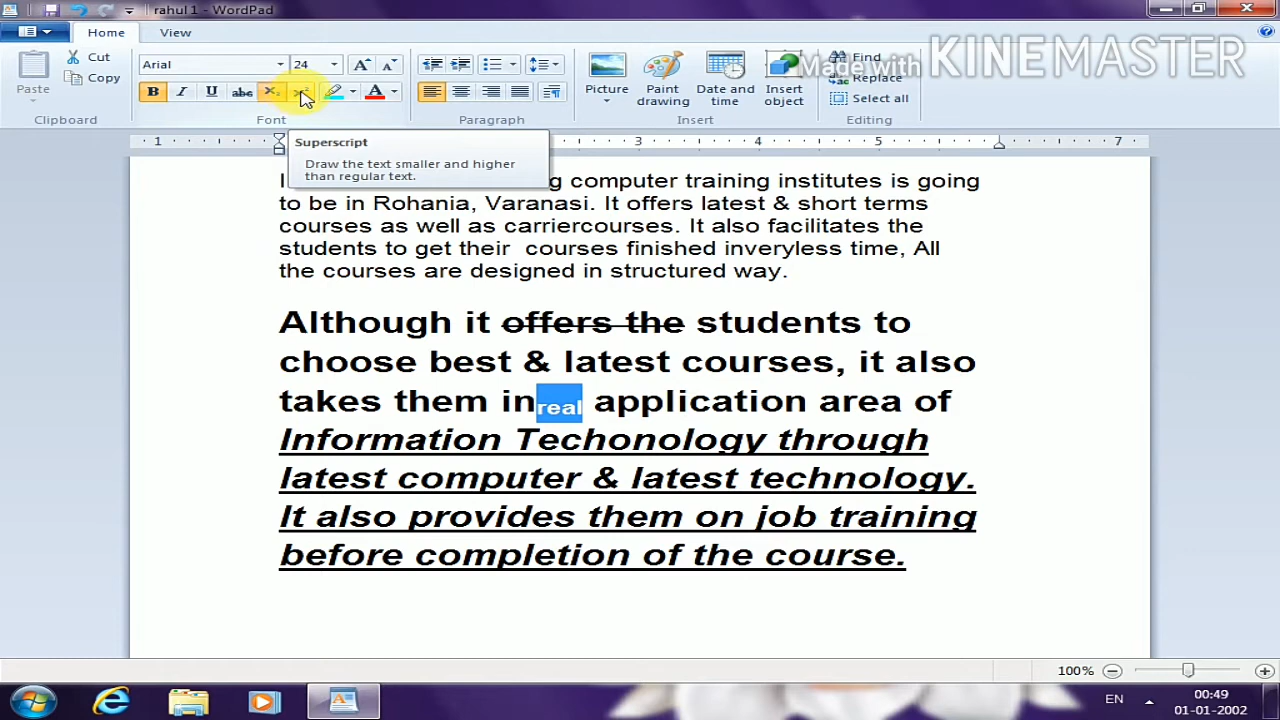 rahul 1 - WordPad
Home View
Cut
Copy
Paste
Clipboard
Arial 24
Font
Paragraph
Picture
Paint drawing
Date and time
Insert object
Insert
Find
Replace
Select all
Editing
Made with KINEMASTER
1 3 4 5 7
Superscript
Draw the text smaller and higher
than regular text.
g computer training institutes is going
to be in Rohania, Varanasi. It offers latest & short terms
courses as well as carriercourses. It also facilitates the
students to get their courses finished inveryless time, All
the courses are designed in structured way.
Although it offers the students to
choose best & latest courses, it also
takes them in real application area of
Information Techonology through
latest computer & latest technology.
It also provides them on job training
before completion of the course.
100%
EN
00:49
01-01-2002